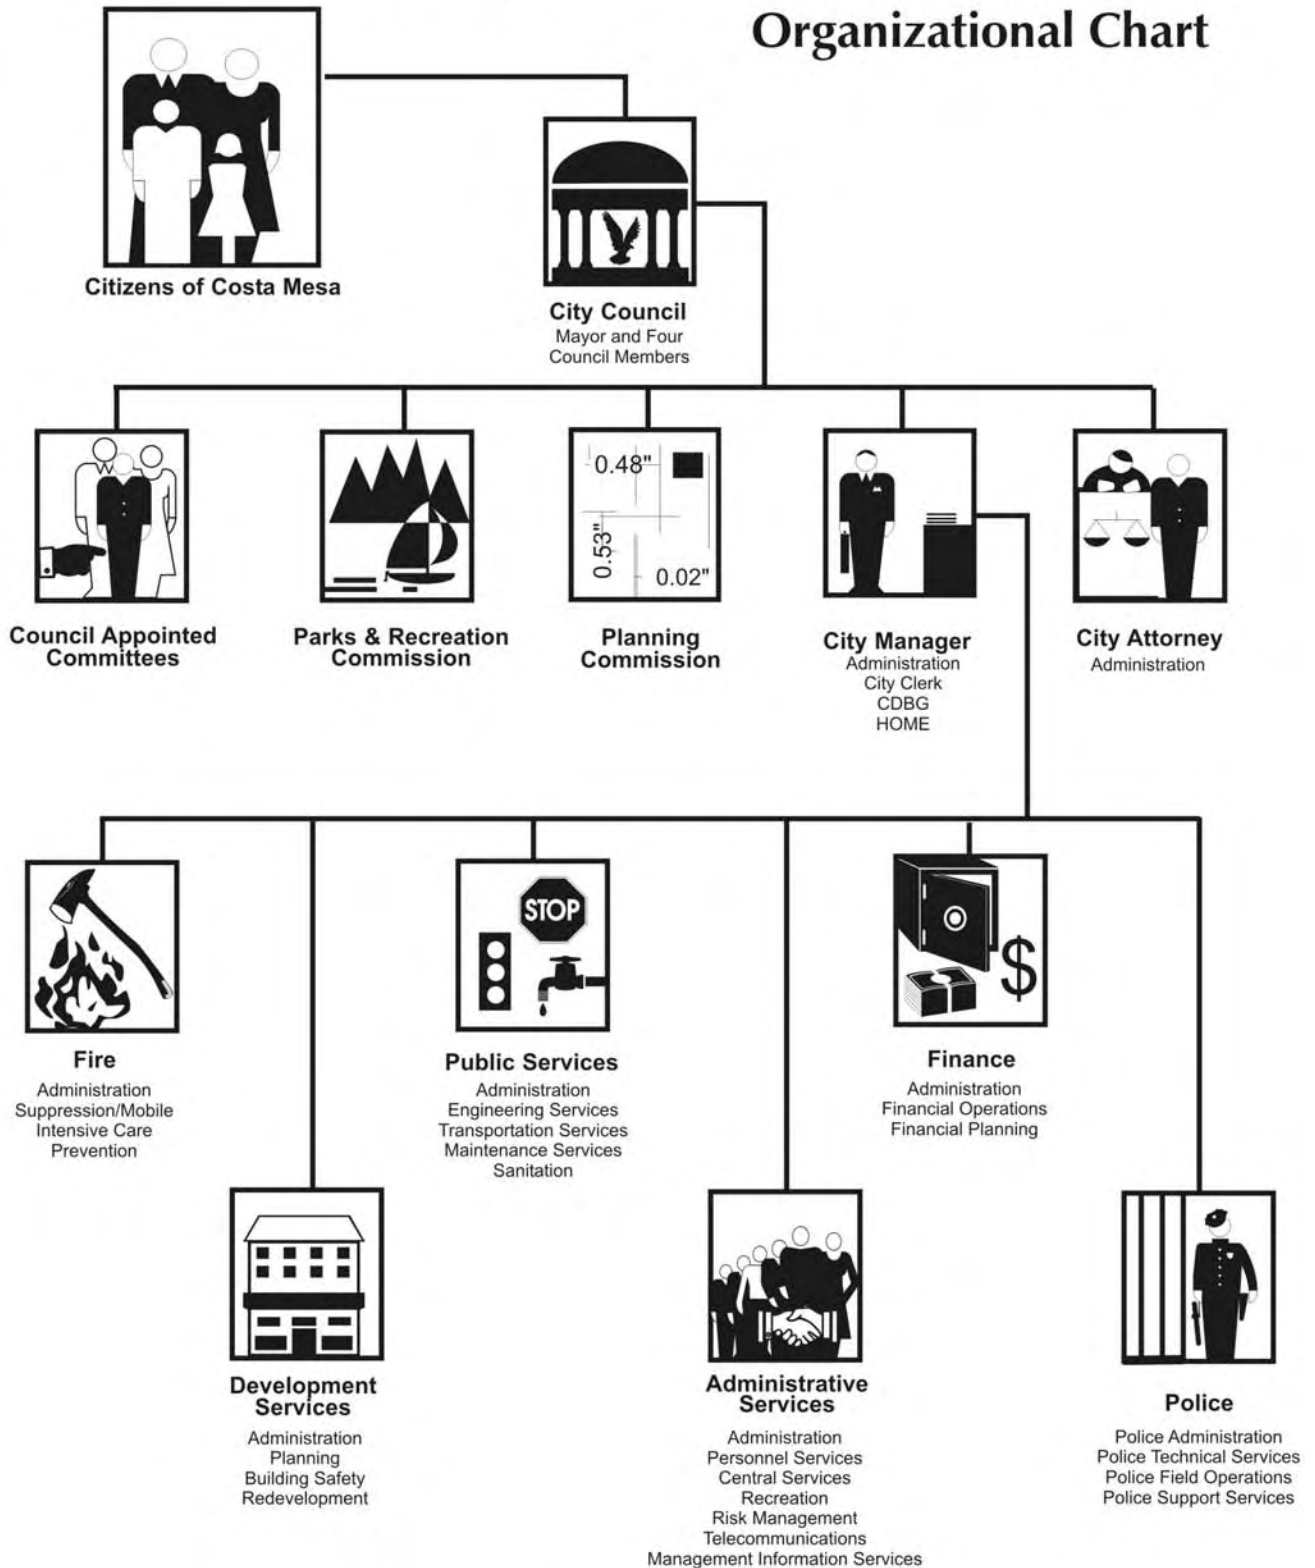 Organizational Chart
Citizens of Costa Mesa
City Council
Mayor and Four
Council Members
0.48"
0.53"
0.02"
Council Appointed
Committees
Parks & Recreation
Commission
Planning
Commission
City Manager
Administration
City Clerk
CDBG
HOME
City Attorney
Administration
STOP
$
Fire
Administration
Suppression/Mobile
Intensive Care
Prevention
Public Services
Administration
Engineering Services
Transportation Services
Maintenance Services
Sanitation
Finance
Administration
Financial Operations
Financial Planning
Development
Services
Administration
Planning
Building Safety
Redevelopment
Administrative
Services
Administration
Personnel Services
Central Services
Recreation
Risk Management
Telecommunications
Management Information Services
Police
Police Administration
Police Technical Services
Police Field Operations
Police Support Services